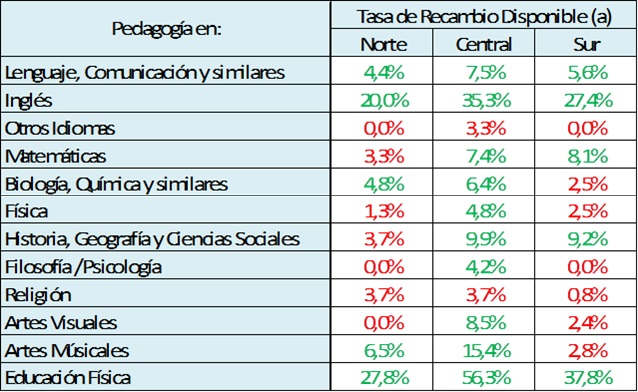 Pedagogía en: Tasa de Recambio Disponible (a)
Norte Central Sur
Lenguaje, Comunicación y similares 4,4% 7,5% 5,6%
Inglés 20,0% 35,3% 27,4%
Otros Idiomas 0,0% 3,3% 0,0%
Matemáticas 3,3% 7,4% 8,1%
Biología, Química y similares 4,8% 6,4% 2,5%
Física 1,3% 4,8% 2,5%
Historia, Geografía y Ciencias Sociales 3,7% 9,9% 9,2%
Filosofía /Psicología 0,0% 4,2% 0,0%
Religión 3,7% 3,7% 0,8%
Artes Visuales 0,0% 8,5% 2,4%
Artes Músicales 6,5% 15,4% 2,8%
Educación Física 27,8% 56,3% 37,8%